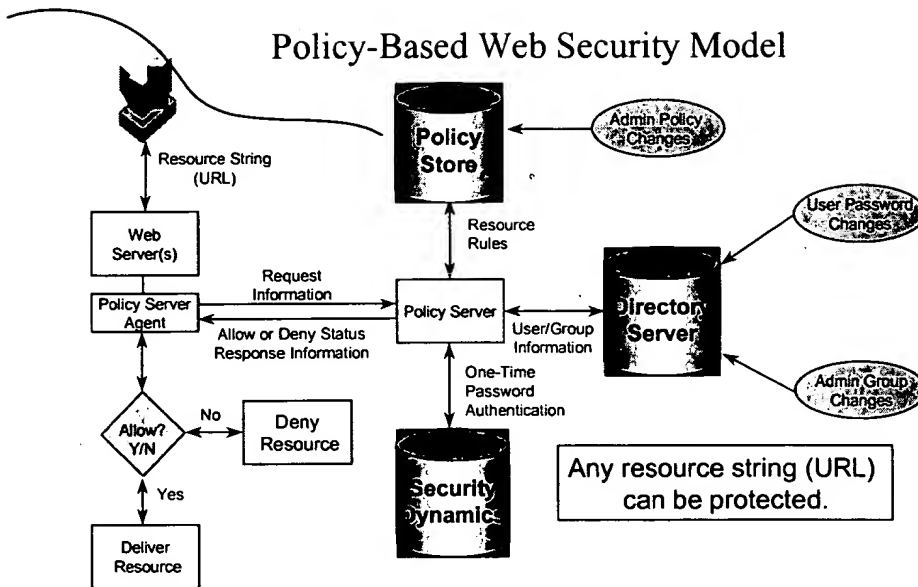 Policy-Based Web Security Model
Resource String
(URL)
Web
Server(s)
Policy Server
Agent
Request
Information
Allow or Deny Status
Response Information
Allow?
Y/N
No
Deny
Resource
Yes
Deliver
Resource
Policy
Store
Admin Policy
Changes
Resource
Rules
Policy Server
User/Group
Information
Directory
Server
User Password
Changes
Admin Group
Changes
One-Time
Password
Authentication
Security
Dynamic
Any resource string (URL)
can be protected.